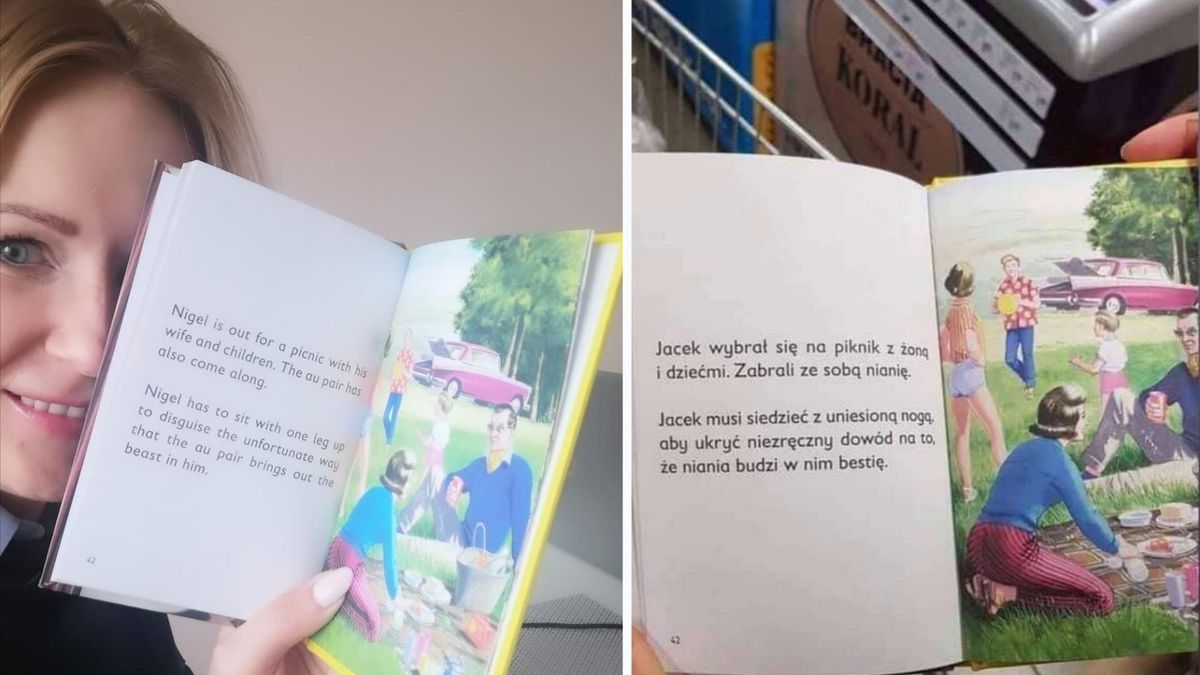 Nigel is out for a picnic with his
wife and children. The au pair has
also come along.
Nigel has to sit with one leg up
to disguise the unfortunate way
that the au pair brings out the
beast in him.
42
BRACIA
KORAL
Jacek wybrał się na piknik z żoną
i dziećmi. Zabrali ze sobą nianię.
Jacek musi siedzieć z uniesioną nogą,
aby ukryć niezręczny dowód na to,
że niania budzi w nim bestię.
42